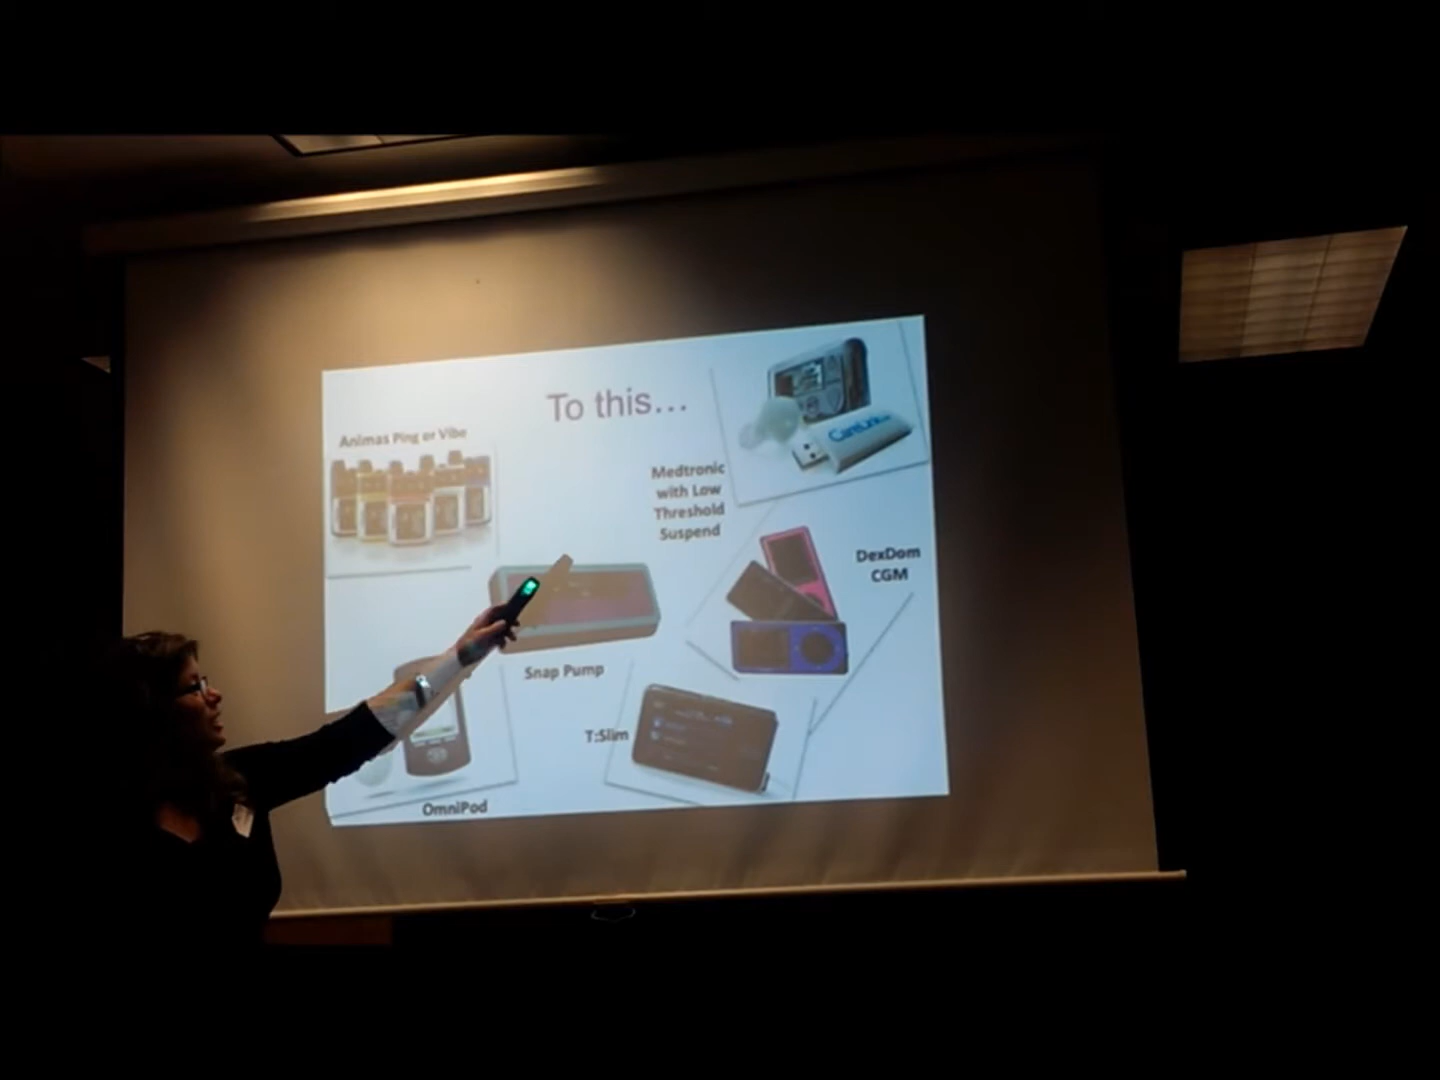 To this...
Animas Ping or Vibe
Medtronic
with Low
Threshold
Suspend
CareLink
DexDom
CGM
Snap Pump
T:Slim
OmniPod